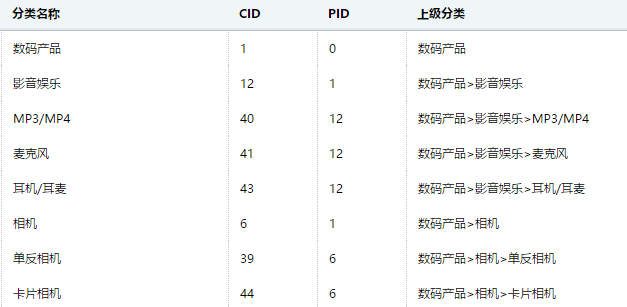 分类名称 CID PID 上级分类
数码产品 1 0 数码产品
影音娱乐 12 1 数码产品>影音娱乐
MP3/MP4 40 12 数码产品>影音娱乐>MP3/MP4
麦克风 41 12 数码产品>影音娱乐>麦克风
耳机/耳麦 43 12 数码产品>影音娱乐>耳机/耳麦
相机 6 1 数码产品>相机
单反相机 39 6 数码产品>相机>单反相机
卡片相机 44 6 数码产品>相机>卡片相机